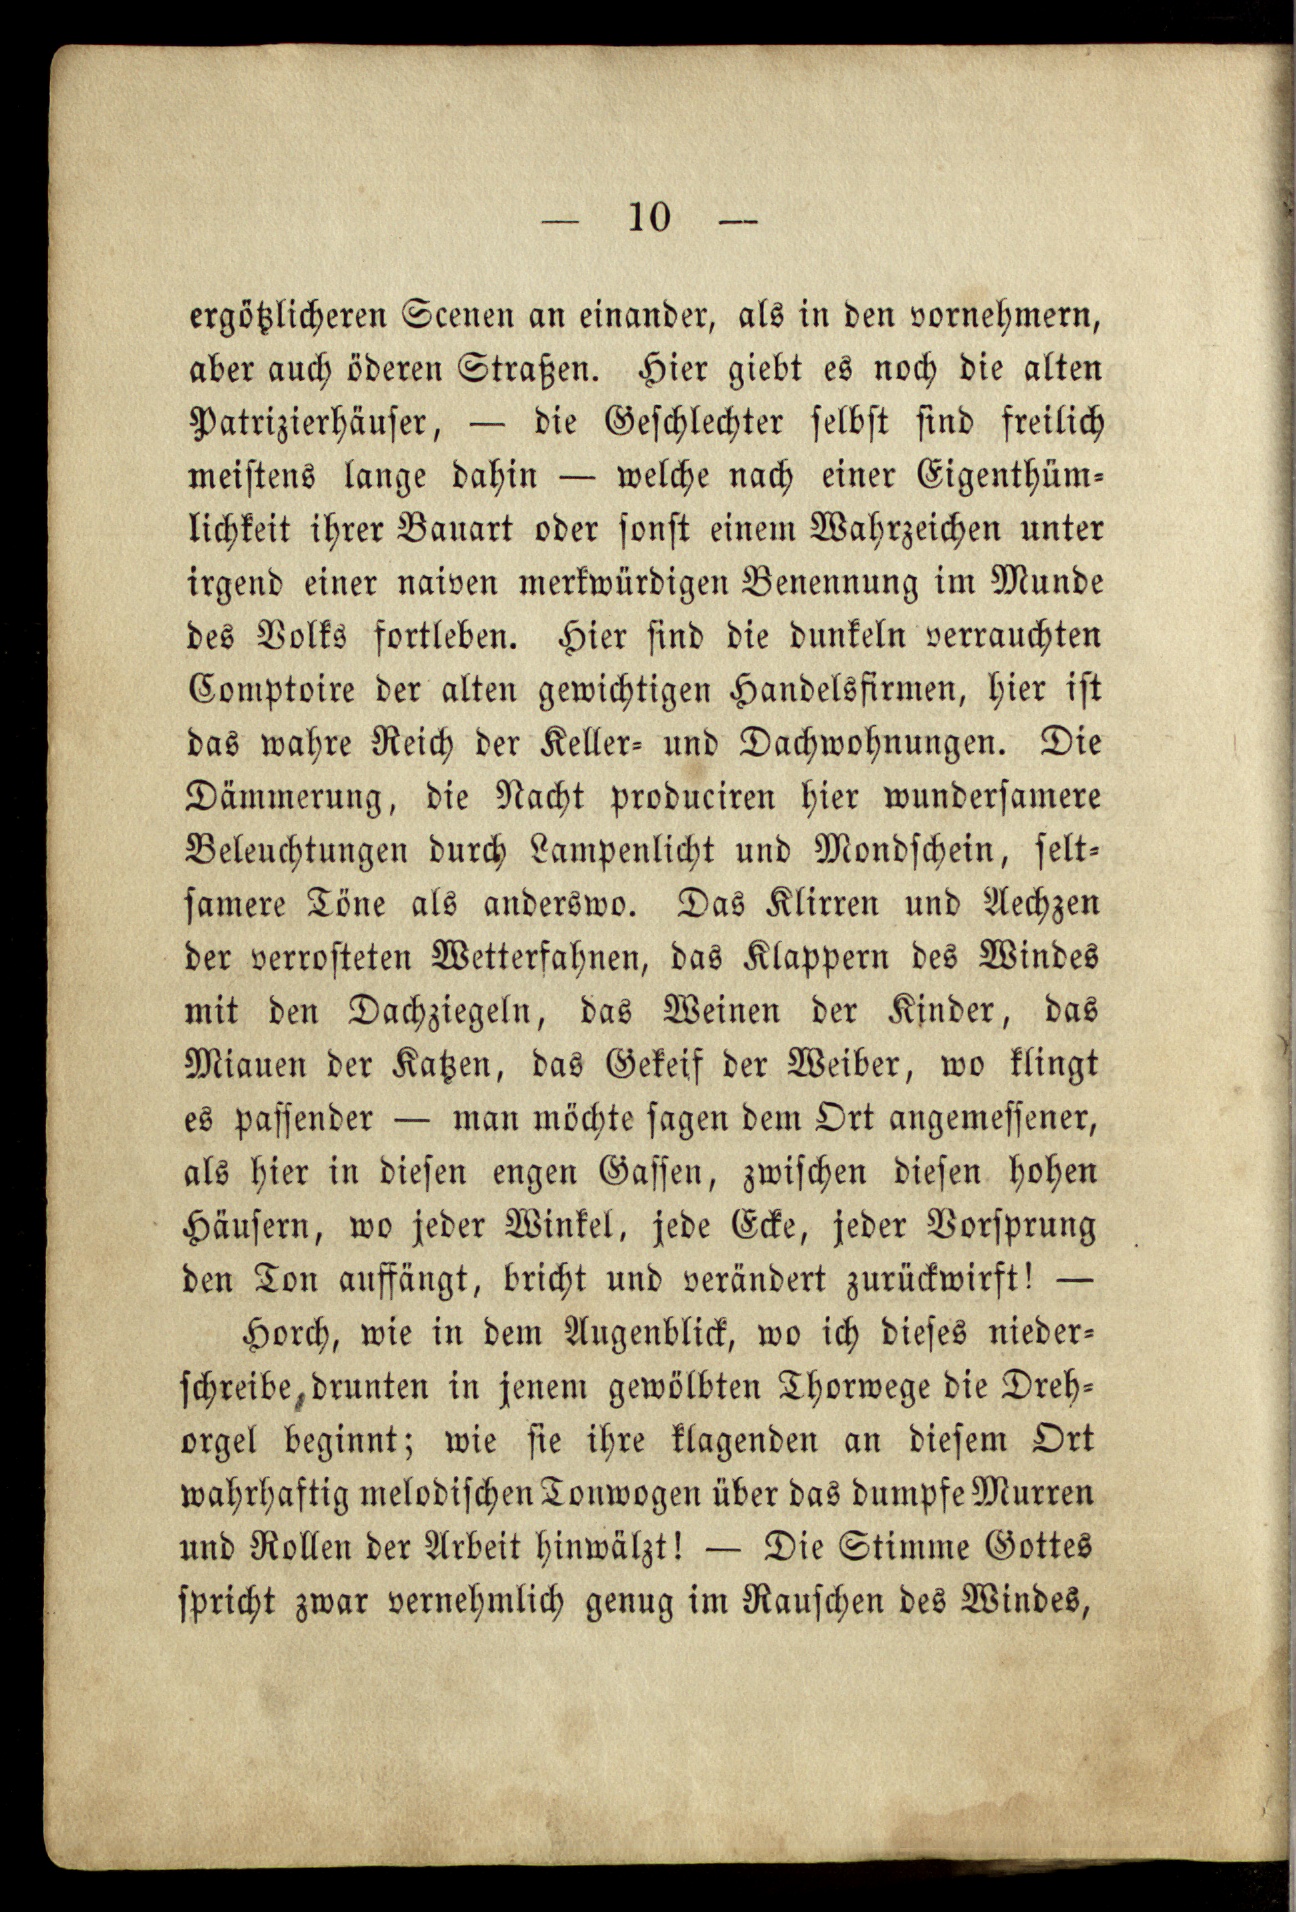 — 10 —
ergötzlicheren Scenen an einander, als in den vornehmern,
aber auch öderen Straßen. Hier giebt es noch die alten
Patrizierhäuser, — die Geschlechter selbst sind freilich
meistens lange dahin — welche nach einer Eigenthüm-
lichkeit ihrer Bauart oder sonst einem Wahrzeichen unter
irgend einer naiven merkwürdigen Benennung im Munde
des Volks fortleben. Hier sind die dunkeln verrauchten
Comptoire der alten gewichtigen Handelsfirmen, hier ist
das wahre Reich der Keller- und Dachwohnungen. Die
Dämmerung, die Nacht produciren hier wundersamere
Beleuchtungen durch Lampenlicht und Mondschein, selt-
samere Töne als anderswo. Das Klirren und Aechzen
der verrosteten Wetterfahnen, das Klappern des Windes
mit den Dachziegeln, das Weinen der Kinder, das
Miauen der Katzen, das Gekeif der Weiber, wo klingt
es passender — man möchte sagen dem Ort angemessener,
als hier in diesen engen Gassen, zwischen diesen hohen
Häusern, wo jeder Winkel, jede Ecke, jeder Vorsprung
den Ton auffängt, bricht und verändert zurückwirft! —
Horch, wie in dem Augenblick, wo ich dieses nieder-
schreibe, drunten in jenem gewölbten Thorwege die Dreh-
orgel beginnt; wie sie ihre klagenden an diesem Ort
wahrhaftig melodischen Tonwogen über das dumpfe Murren
und Rollen der Arbeit hinwälzt! — Die Stimme Gottes
spricht zwar vernehmlich genug im Rauschen des Windes,